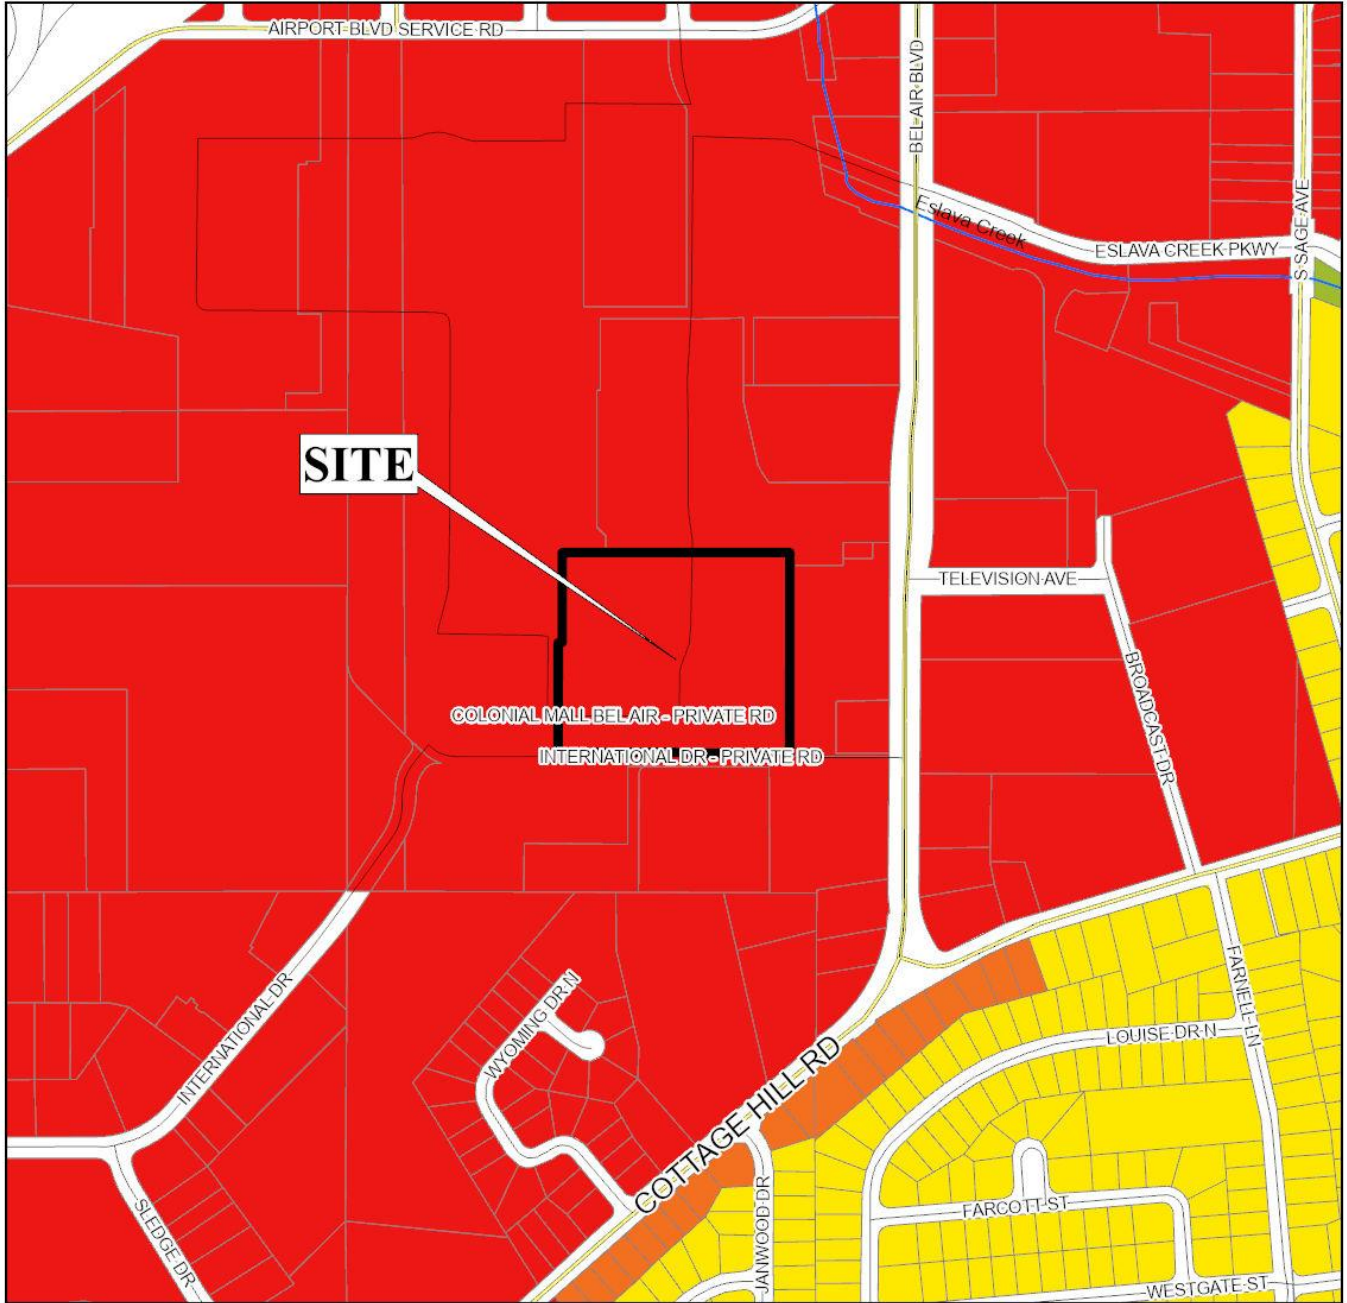 AIRPORT BLVD SERVICE RD
BEL AIR BLVD
S SAGE AVE
Eslava Creek
ESLAVA CREEK PKWY
SITE
TELEVISION AVE
BROADCAST DR
COLONIAL MALL BEL AIR - PRIVATE RD
INTERNATIONAL DR - PRIVATE RD
INTERNATIONAL DR
WYOMING DR N
FARNELL LN
LOUISE DR N
COTTAGE HILL RD
SLEDGE DR
JANWOOD DR
FARCOTT ST
WESTGATE ST